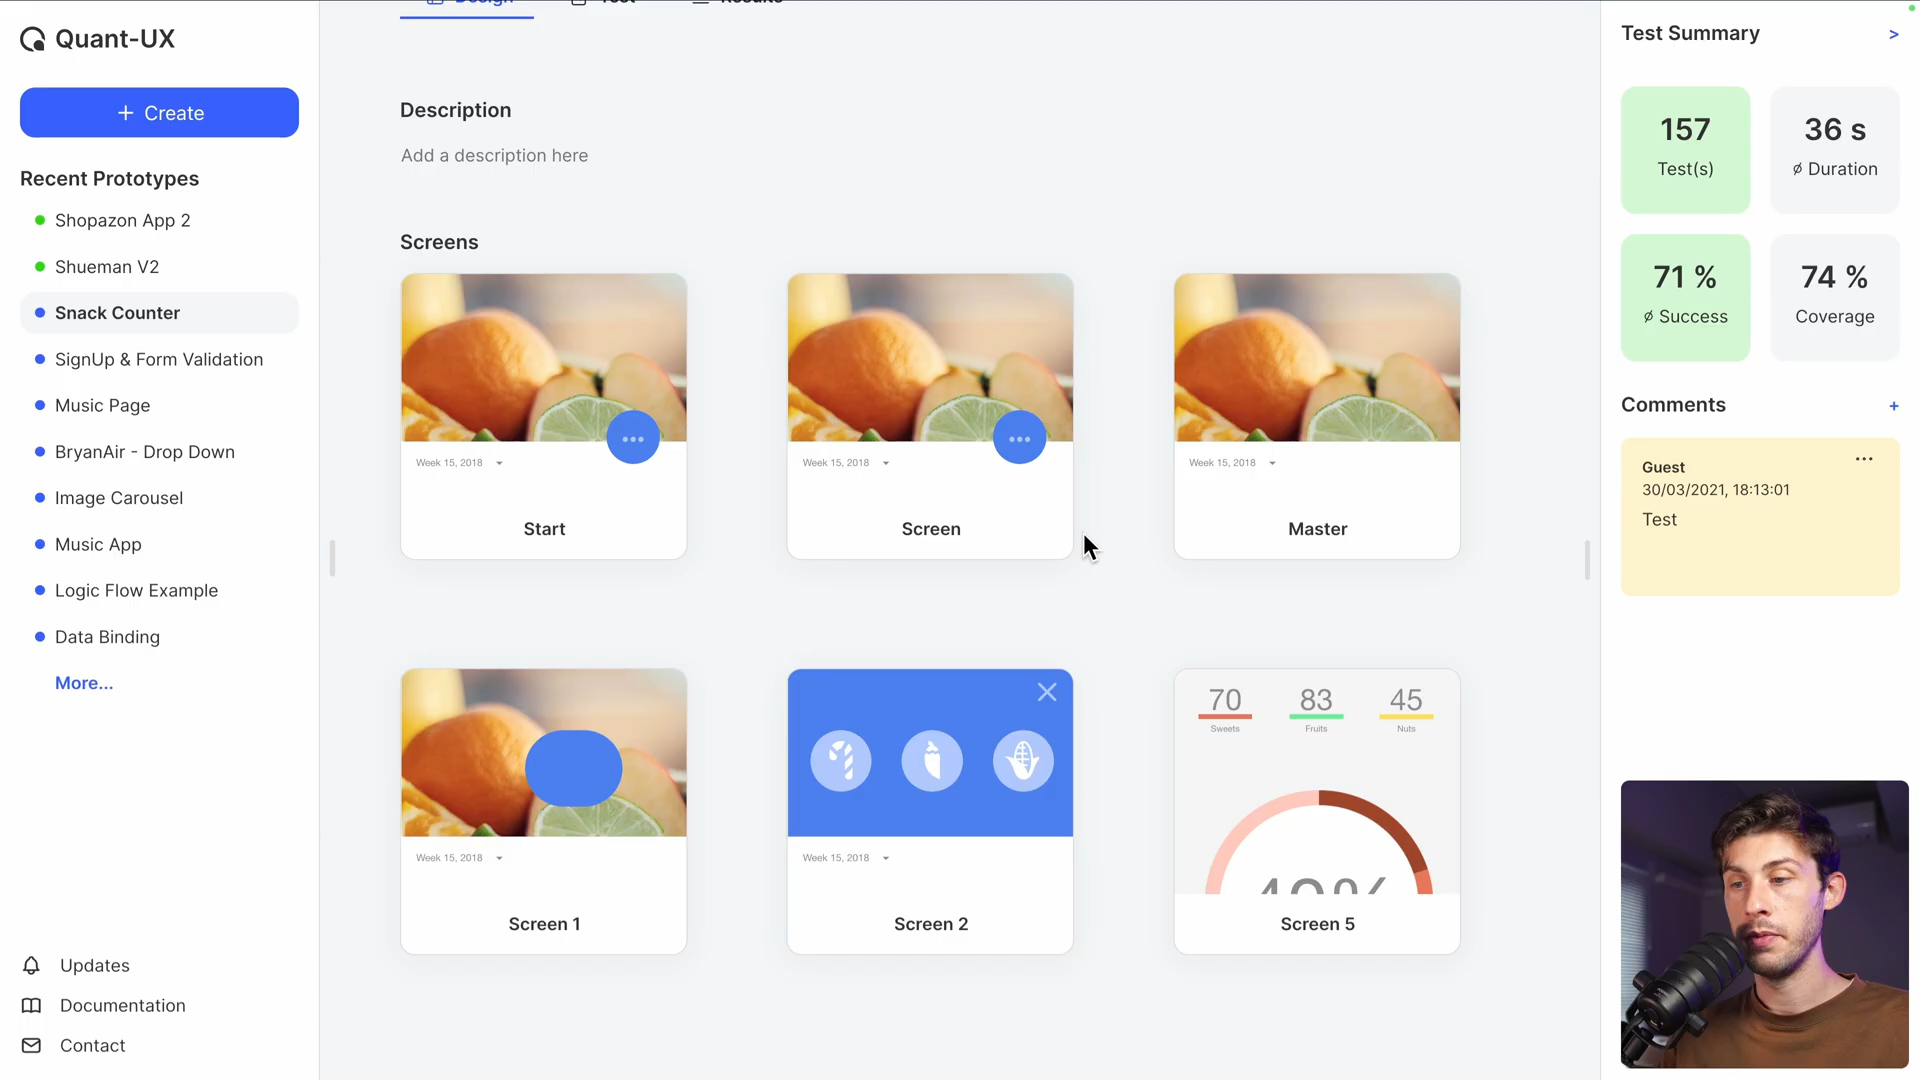 Quant-UX
+ Create
Recent Prototypes
Shopazon App 2
Shueman V2
Snack Counter
SignUp & Form Validation
Music Page
BryanAir - Drop Down
Image Carousel
Music App
Logic Flow Example
Data Binding
More...
Updates
Documentation
Contact
Design Test Results
Description
Add a description here
Screens
Week 15, 2018
Start
Week 15, 2018
Screen
Week 15, 2018
Master
Week 15, 2018
Screen 1
Week 15, 2018
Screen 2
70 83 45
Sweets Fruits Nuts
Screen 5
Test Summary >
157
Test(s)
36 s
∅ Duration
71 %
∅ Success
74 %
Coverage
Comments +
Guest
30/03/2021, 18:13:01
Test